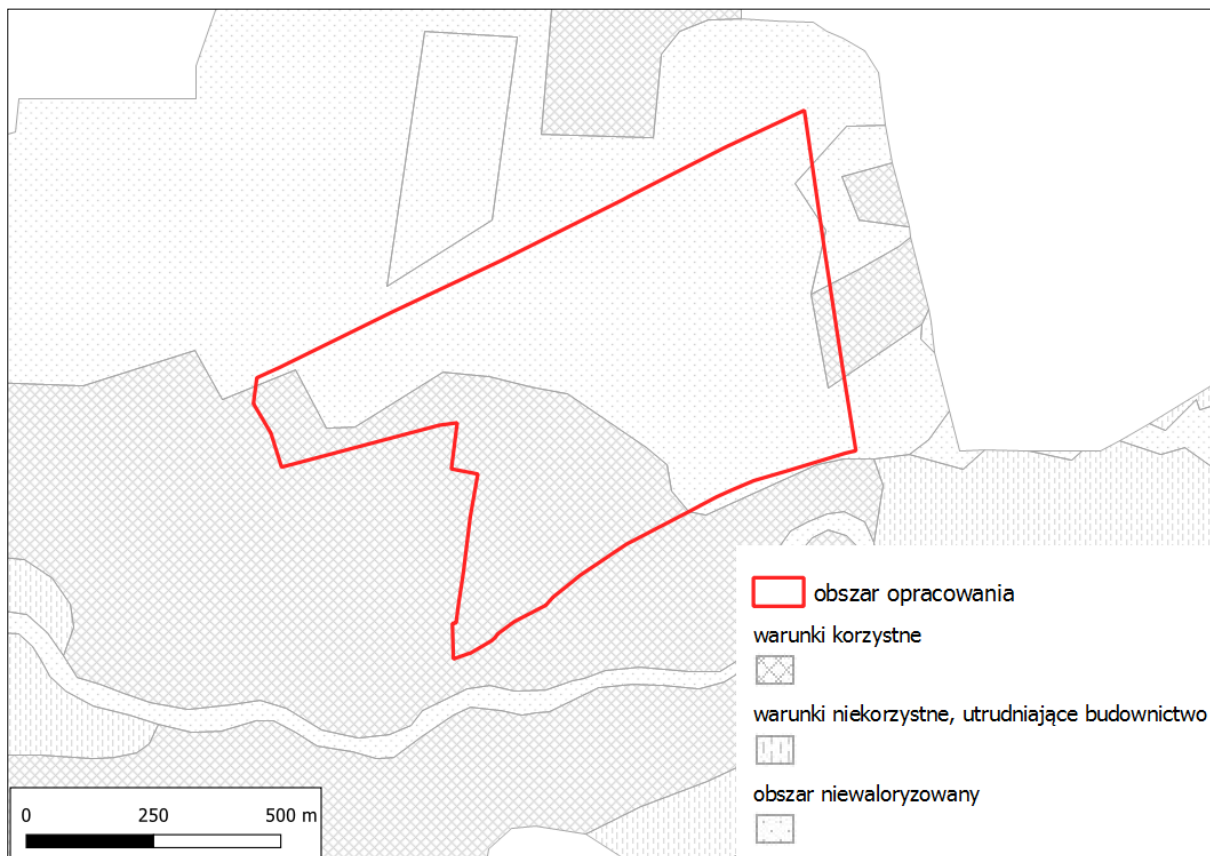 obszar opracowania
warunki korzystne
warunki niekorzystne, utrudniające budownictwo
obszar niewaloryzowany
0 250 500 m